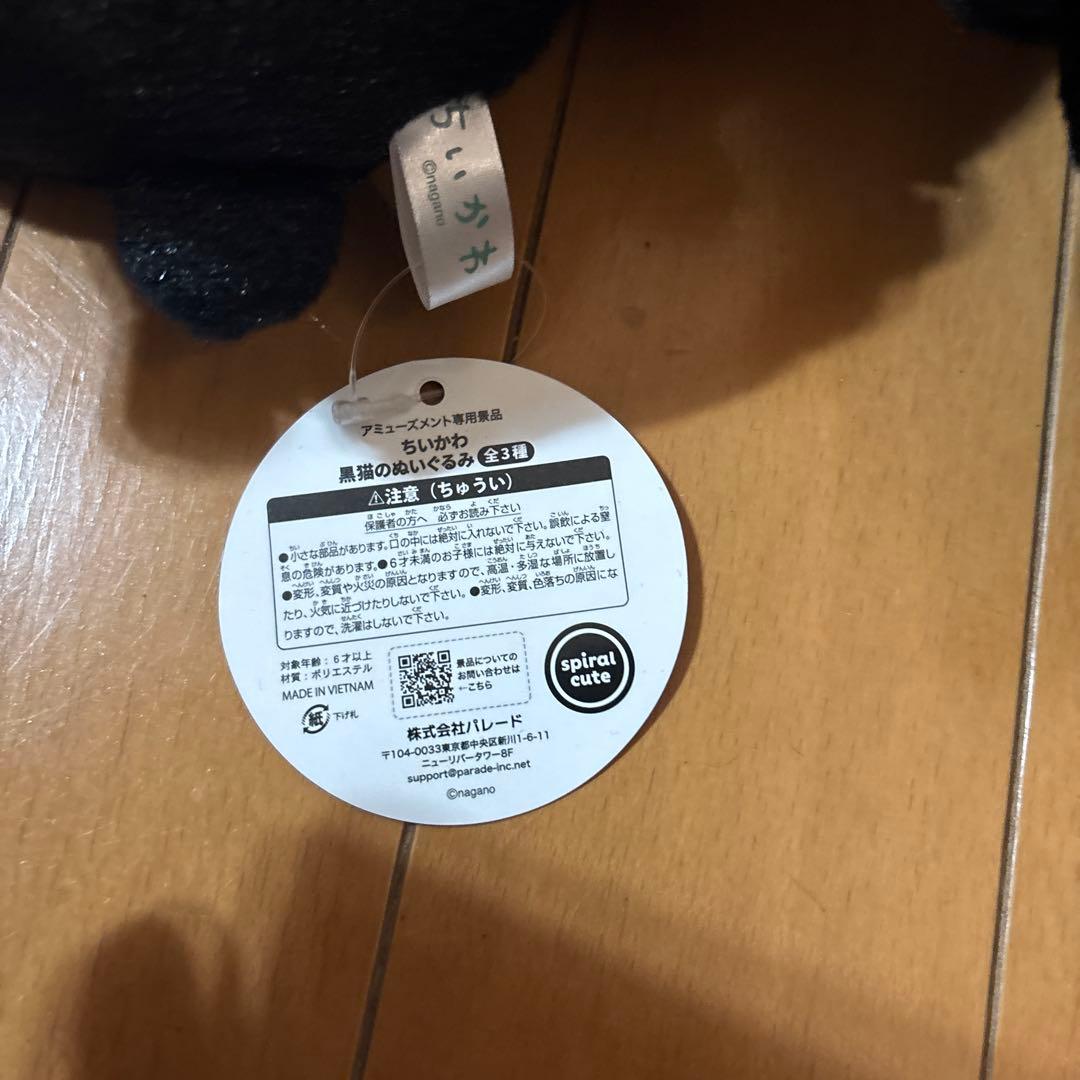 ちいかわ
©nagano
アミューズメント専用景品
ちいかわ
黒猫のぬいぐるみ 全3種
⚠注意（ちゅうい）
保護者の方へ 必ずお読み下さい
●小さな部品があります。口の中には絶対に入れないで下さい。誤飲による窒
息の危険があります。●6才未満のお子様には絶対に与えないで下さい。
●変形、変質や火災の原因となりますので、高温・多湿な場所に放置し
たり、火気に近づけたりしないで下さい。●変形、変質、色落ちの原因にな
りますので、洗濯はしないで下さい。
対象年齢：6才以上
材質：ポリエステル
MADE IN VIETNAM
紙 下げ札
景品についての
お問い合わせは
←こちら
spiral
cute
株式会社パレード
〒104-0033東京都中央区新川1-6-11
ニューリバータワー8F
support@parade-inc.net
©nagano